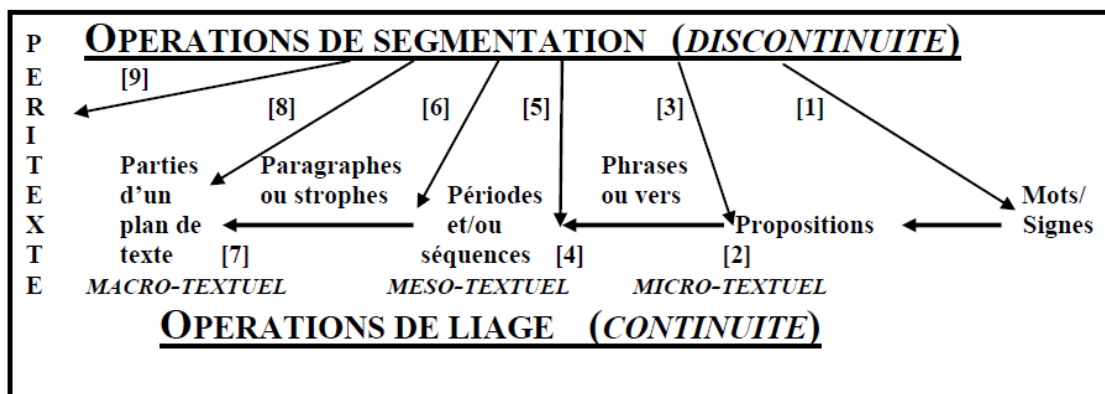 PERITEXTE
OPERATIONS DE SEGMENTATION (DISCONTINUITE)
[9] [8] [6] [5] [3] [1]
Parties
d’un
plan de
texte [7]
Paragraphes
ou strophes
Périodes
et/ou
séquences [4]
Phrases
ou vers
Propositions
[2]
Mots/
Signes
MACRO-TEXTUEL MESO-TEXTUEL MICRO-TEXTUEL
OPERATIONS DE LIAGE (CONTINUITE)